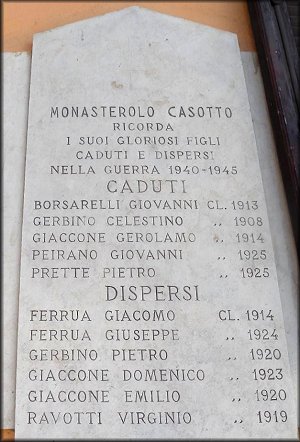 MONASTEROLO CASOTTO
RICORDA
I SUOI GLORIOSI FIGLI
CADUTI E DISPERSI
NELLA GUERRA 1940-1945
CADUTI
BORSARELLI GIOVANNI CL. 1913
GERBINO CELESTINO ,, 1908
GIACCONE GEROLAMO ,, 1914
PEIRANO GIOVANNI ,, 1925
PRETTE PIETRO ,, 1925
DISPERSI
FERRUA GIACOMO CL. 1914
FERRUA GIUSEPPE ,, 1924
GERBINO PIETRO ,, 1920
GIACCONE DOMENICO ,, 1923
GIACCONE EMILIO ,, 1920
RAVOTTI VIRGINIO ,, 1919